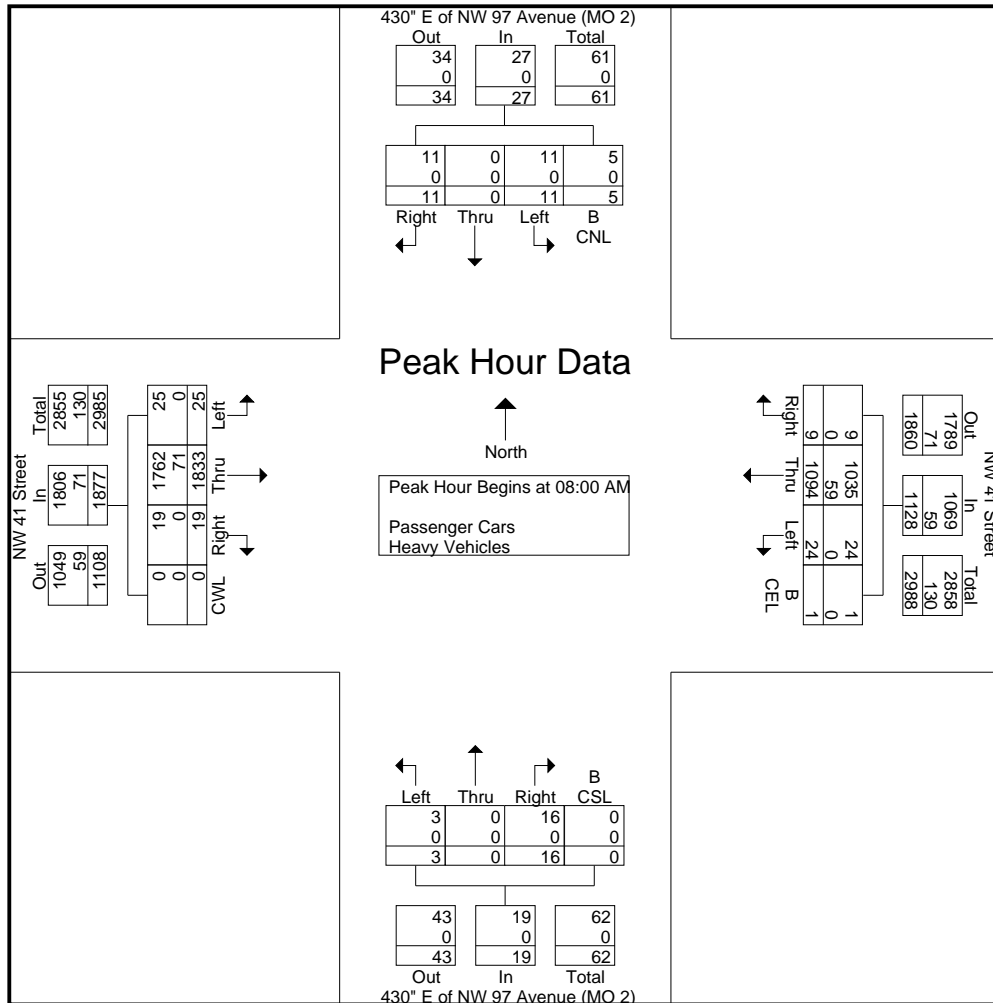 430" E of NW 97 Avenue (MO 2)
Out In Total
34 27 61
0 0 0
34 27 61
11 0 11 5
0 0 0 0
11 0 11 5
Right Thru Left B CNL
Peak Hour Data
North
Peak Hour Begins at 08:00 AM
Passenger Cars
Heavy Vehicles
NW 41 Street
Out In Total
1049 1806 2855
59 71 130
1108 1877 2985
0 19 1762 25
0 0 71 0
0 19 1833 25
CWL Right Thru Left
NW 41 Street
Out In Total
1789 1069 2858
71 59 130
1860 1128 2988
9 1035 24 1
0 59 0 0
9 1094 24 1
Right Thru Left B CEL
Left Thru Right B CSL
3 0 16 0
0 0 0 0
3 0 16 0
43 19 62
0 0 0
43 19 62
Out In Total
430" E of NW 97 Avenue (MO 2)